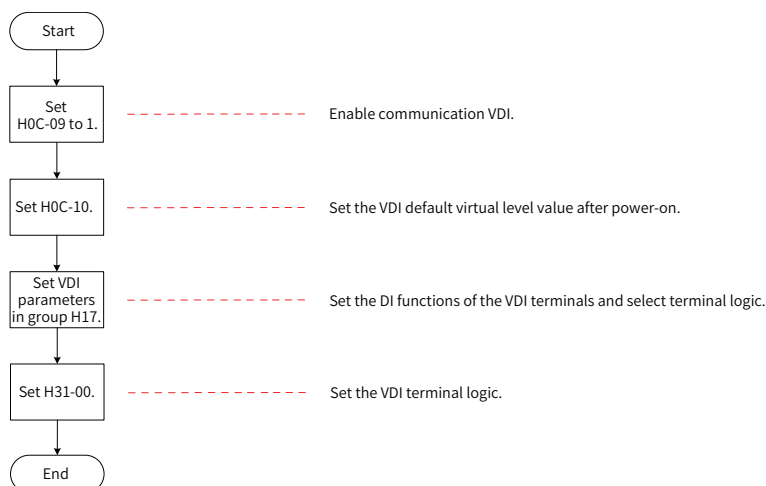 Start
Set
H0C-09 to 1.
Enable communication VDI.
Set H0C-10.
Set the VDI default virtual level value after power-on.
Set VDI
parameters
in group H17.
Set the DI functions of the VDI terminals and select terminal logic.
Set H31-00.
Set the VDI terminal logic.
End